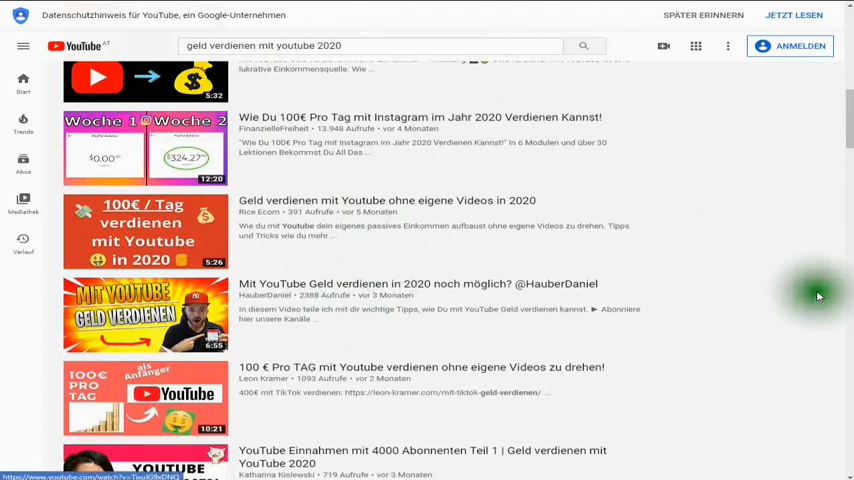 Datenschutzhinweis für YouTube, ein Google-Unternehmen
SPÄTER ERINNERN
JETZT LESEN
YouTube AT
geld verdienen mit youtube 2020
ANMELDEN
Start
Trends
Abos
Mediathek
Verlauf
5:32
lukrative Einkommensquelle. Wie ...
Woche 1 Woche 2
$0.00
$324.27
12:20
Wie Du 100€ Pro Tag mit Instagram im Jahr 2020 Verdienen Kannst!
FinanzielleFreiheit • 13.948 Aufrufe • vor 4 Monaten
"Wie Du 100€ Pro Tag mit Instagram im Jahr 2020 Verdienen Kannst!" In 6 Modulen und über 30
Lektionen Bekommst Du All Das...
100€ / Tag
verdienen
mit Youtube
in 2020
5:26
Geld verdienen mit Youtube ohne eigene Videos in 2020
Rice Ecom • 391 Aufrufe • vor 5 Monaten
Wie du mit Youtube dein eigenes passives Einkommen aufbaust ohne eigene Videos zu drehen. Tipps
und Tricks wie du mehr ...
MIT YOUTUBE
GELD VERDIENEN
6:55
Mit YouTube Geld verdienen in 2020 noch möglich? @HauberDaniel
HauberDaniel • 2388 Aufrufe • vor 3 Monaten
In diesem Video teile ich mit dir wichtige Tipps, wie Du mit YouTube Geld verdienen kannst. ► Abonniere
hier unsere Kanäle ...
100€
PRO
TAG
als
Anfänger
YouTube
10:21
100 € Pro TAG mit Youtube verdienen ohne eigene Videos zu drehen!
Leon Kramer • 1093 Aufrufe • vor 2 Monaten
400€ mit TikTok verdienen: https://leon-kramer.com/mit-tiktok-geld-verdienen/ ...
YouTube Einnahmen mit 4000 Abonnenten Teil 1 | Geld verdienen mit
YouTube 2020
Katharina Kislewski • 719 Aufrufe • vor 3 Monaten